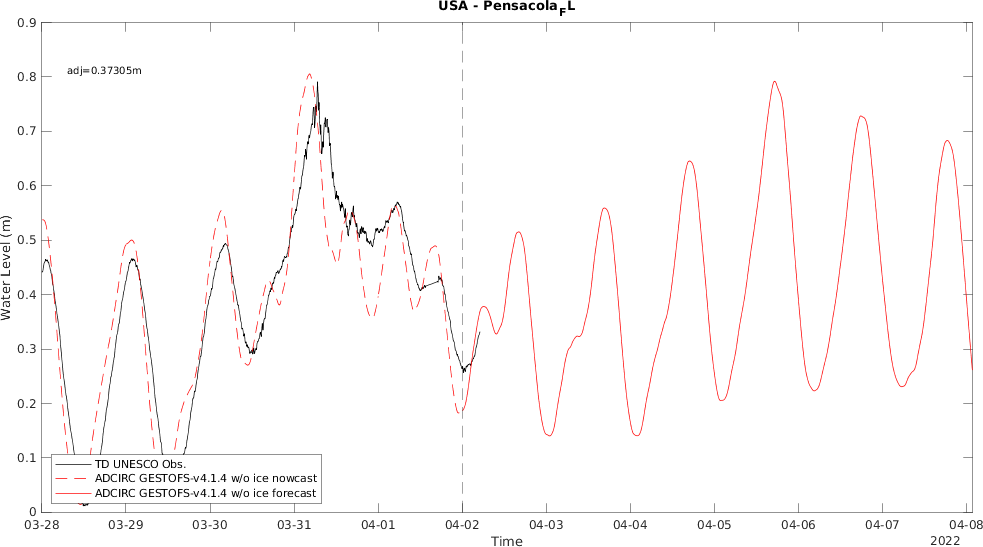 USA - Pensacola_FL
adj=0.37305m
Water Level (m)
0.9
0.8
0.7
0.6
0.5
0.4
0.3
0.2
0.1
0
TD UNESCO Obs.
ADCIRC GESTOFS-v4.1.4 w/o ice nowcast
ADCIRC GESTOFS-v4.1.4 w/o ice forecast
03-28 03-29 03-30 03-31 04-01 04-02 04-03 04-04 04-05 04-06 04-07 04-08
Time
2022